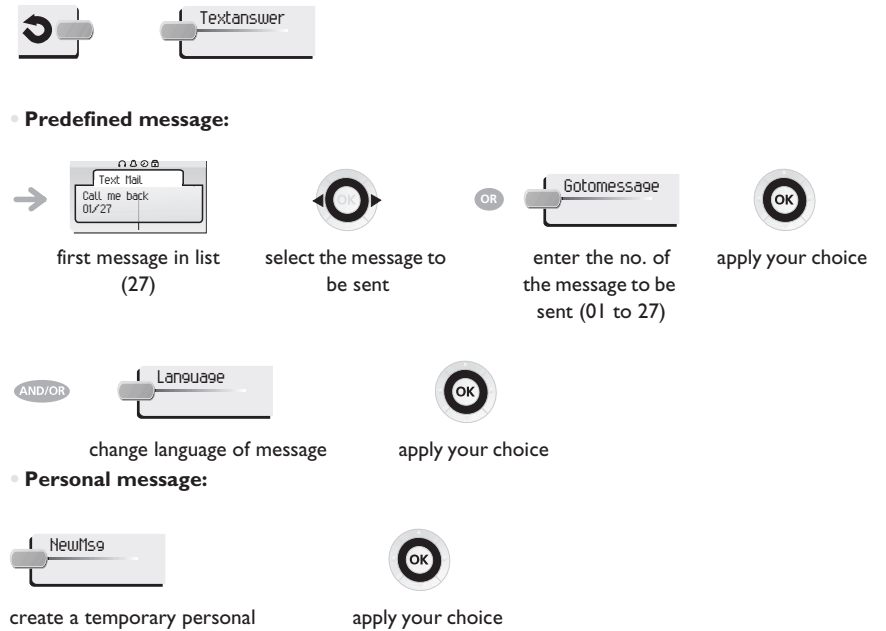 Textanswer
• Predefined message:
Text Mail
Call me back
01/27
OK
OR
Gotomessage
OK
first message in list
(27)
select the message to
be sent
enter the no. of
the message to be
sent (01 to 27)
apply your choice
AND/OR
Language
OK
change language of message
apply your choice
• Personal message:
NewMsg
OK
create a temporary personal
apply your choice